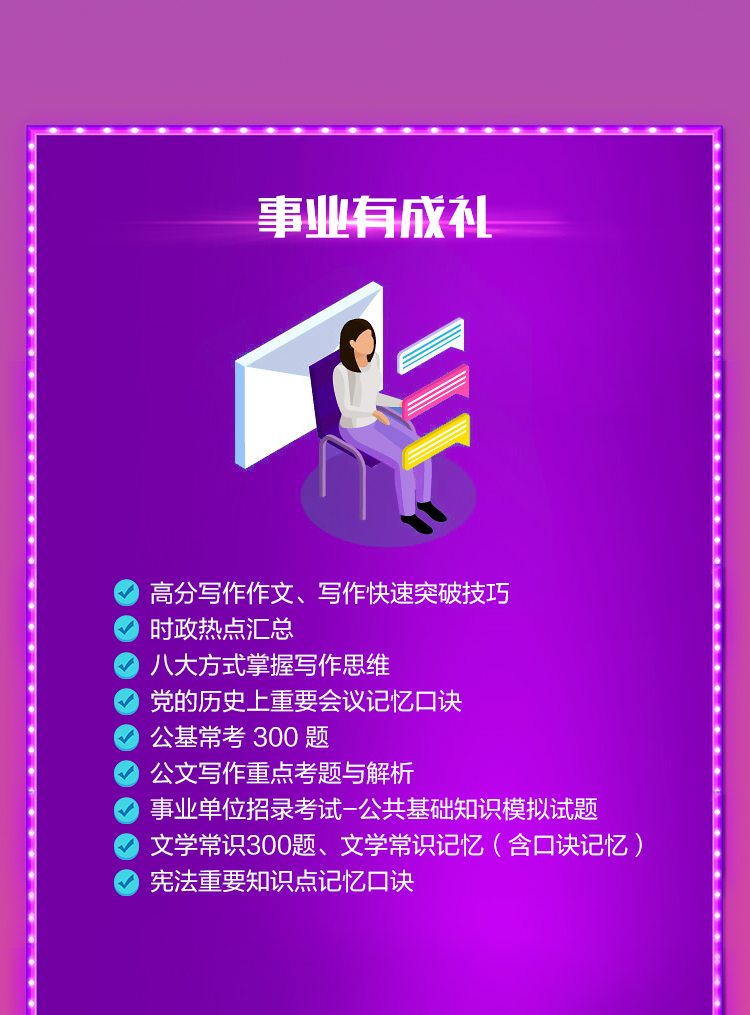 事业有成礼
高分写作作文、写作快速突破技巧
时政热点汇总
八大方式掌握写作思维
党的历史上重要会议记忆口诀
公基常考 300 题
公文写作重点考题与解析
事业单位招录考试-公共基础知识模拟试题
文学常识300题、文学常识记忆（含口诀记忆）
宪法重要知识点记忆口诀